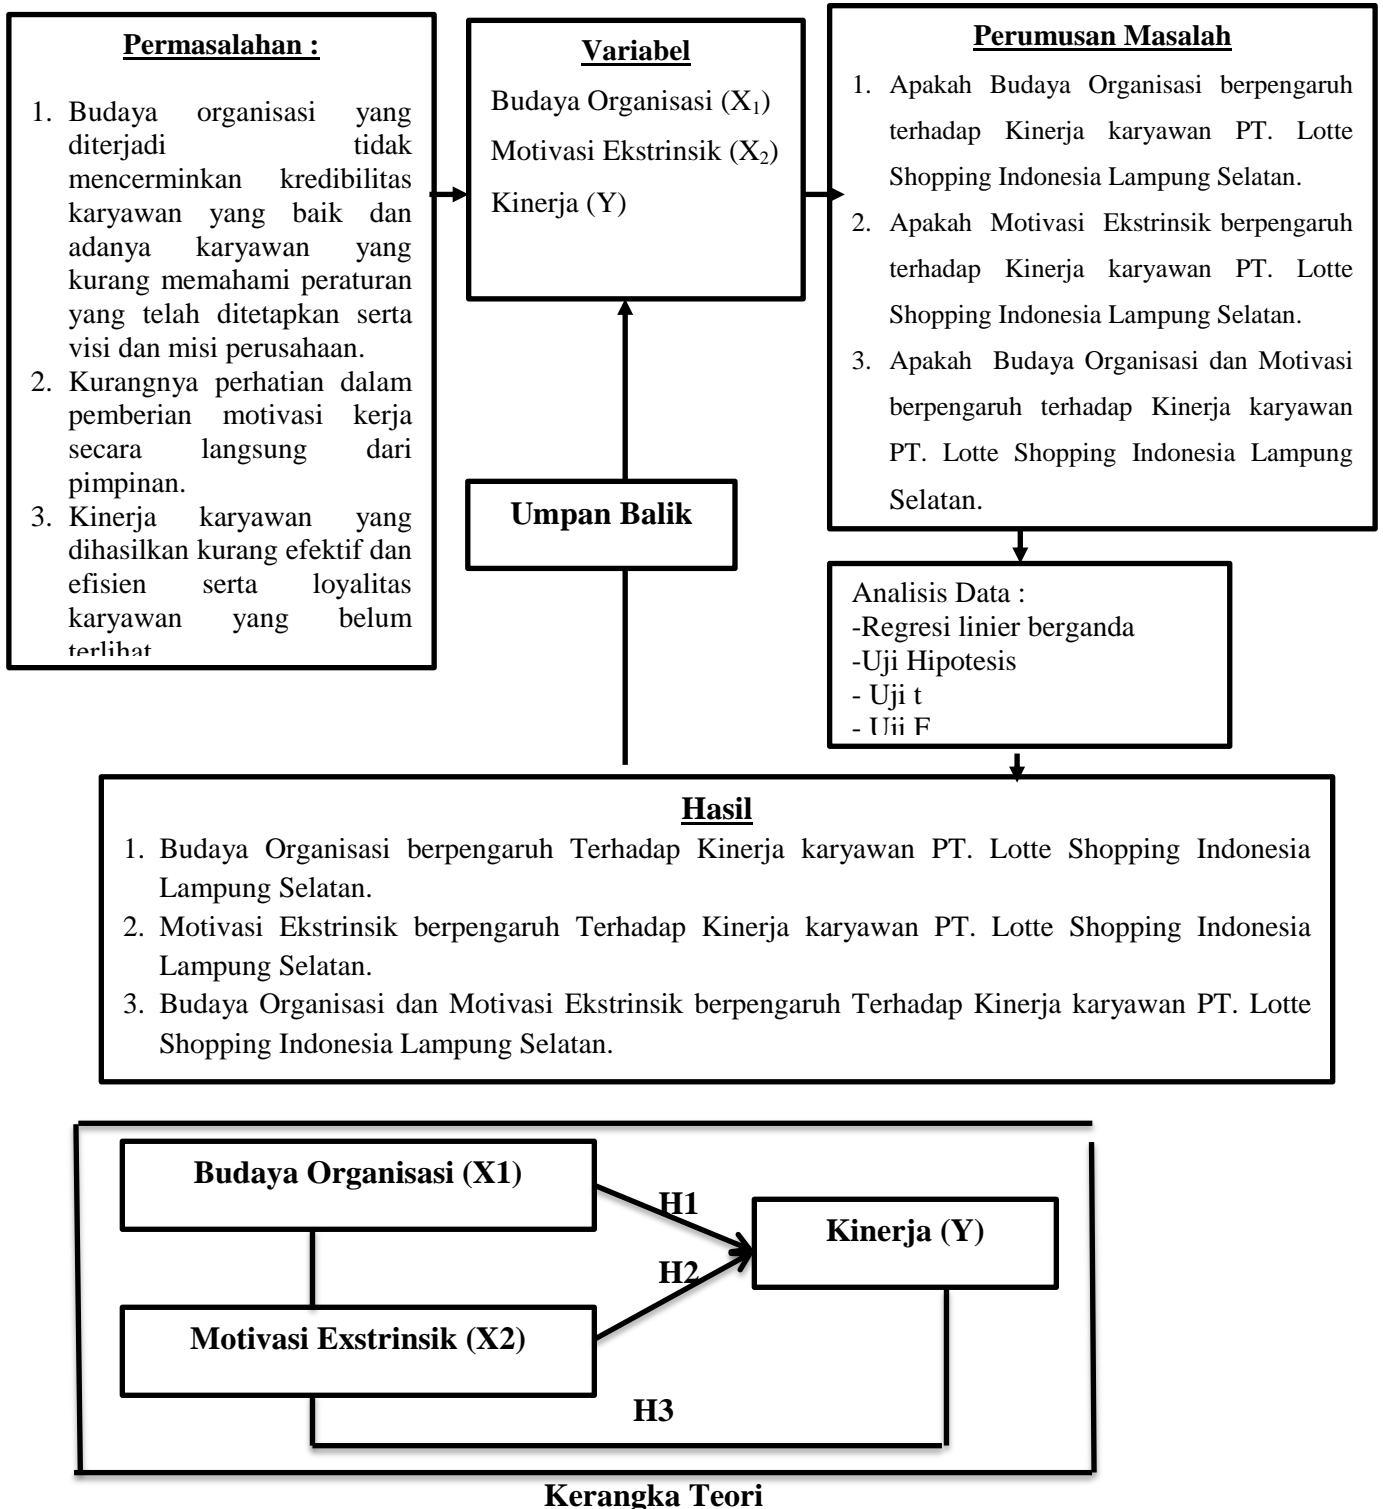 Permasalahan :
1. Budaya organisasi yang
diterjadi tidak
mencerminkan kredibilitas
karyawan yang baik dan
adanya karyawan yang
kurang memahami peraturan
yang telah ditetapkan serta
visi dan misi perusahaan.
2. Kurangnya perhatian dalam
pemberian motivasi kerja
secara langsung dari
pimpinan.
3. Kinerja karyawan yang
dihasilkan kurang efektif dan
efisien serta loyalitas
karyawan yang belum
terlihat
Variabel
Budaya Organisasi (X₁)
Motivasi Ekstrinsik (X₂)
Kinerja (Y)
Perumusan Masalah
1. Apakah Budaya Organisasi berpengaruh
terhadap Kinerja karyawan PT. Lotte
Shopping Indonesia Lampung Selatan.
2. Apakah Motivasi Ekstrinsik berpengaruh
terhadap Kinerja karyawan PT. Lotte
Shopping Indonesia Lampung Selatan.
3. Apakah Budaya Organisasi dan Motivasi
berpengaruh terhadap Kinerja karyawan
PT. Lotte Shopping Indonesia Lampung
Selatan.
Umpan Balik
Analisis Data :
-Regresi linier berganda
-Uji Hipotesis
- Uji t
- Uji F
Hasil
1. Budaya Organisasi berpengaruh Terhadap Kinerja karyawan PT. Lotte Shopping Indonesia
Lampung Selatan.
2. Motivasi Ekstrinsik berpengaruh Terhadap Kinerja karyawan PT. Lotte Shopping Indonesia
Lampung Selatan.
3. Budaya Organisasi dan Motivasi Ekstrinsik berpengaruh Terhadap Kinerja karyawan PT. Lotte
Shopping Indonesia Lampung Selatan.
Budaya Organisasi (X1)
H1
Kinerja (Y)
H2
Motivasi Exstrinsik (X2)
H3
Kerangka Teori